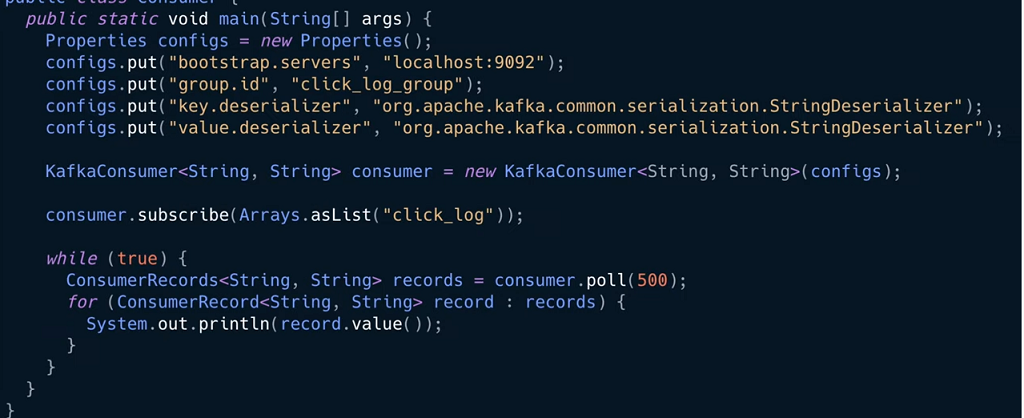 public class Consumer {
  public static void main(String[] args) {
    Properties configs = new Properties();
    configs.put("bootstrap.servers", "localhost:9092");
    configs.put("group.id", "click_log_group");
    configs.put("key.deserializer", "org.apache.kafka.common.serialization.StringDeserializer");
    configs.put("value.deserializer", "org.apache.kafka.common.serialization.StringDeserializer");

    KafkaConsumer<String, String> consumer = new KafkaConsumer<String, String>(configs);

    consumer.subscribe(Arrays.asList("click_log"));

    while (true) {
      ConsumerRecords<String, String> records = consumer.poll(500);
      for (ConsumerRecord<String, String> record : records) {
        System.out.println(record.value());
      }
    }
  }
}